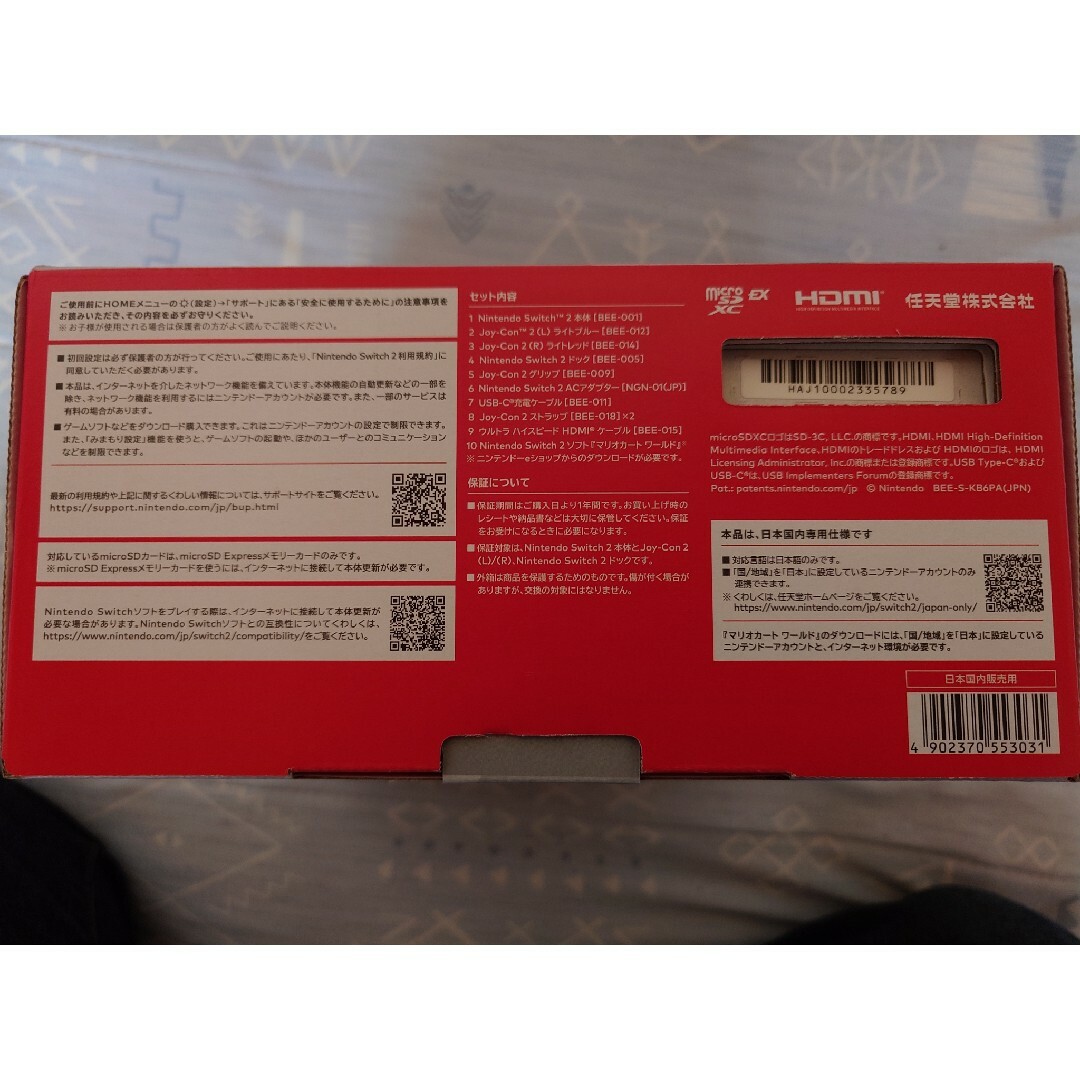 ご使用前にHOMEメニューの(設定)→「サポート」にある「安全に使用するために」の注意事項を
お読みいただき、その内容を必ずお守りください。
※お子様が使用される場合は保護者の方がよく読んでご説明ください。
■初回設定は必ず保護者の方が行ってください。ご使用にあたり、「Nintendo Switch 2利用規約」に
同意していただく必要があります。
■本品は、インターネットを介したネットワーク機能を備えています。本体機能の自動更新などの一部を
除き、ネットワーク機能を利用するにはニンテンドーアカウントが必要です。また、一部のサービスは
有料の場合があります。
■ゲームソフトなどをダウンロード購入できます。これはニンテンドーアカウントの設定で制限できます。
また、「みまもり設定」機能を使うと、ゲームソフトの起動や、ほかのユーザーとのコミュニケーション
などを制限できます。
最新の利用規約や上記に関するくわしい情報については、サポートサイトをご覧ください。
https://support.nintendo.com/jp/bup.html
対応しているmicroSDカードは、microSD Expressメモリーカードのみです。
※microSD Expressメモリーカードを使うには、インターネットに接続して本体更新が必要です。
Nintendo Switchソフトをプレイする際は、インターネットに接続して本体更新が
必要な場合があります。Nintendo Switchソフトとの互換性についてくわしくは、
https://www.nintendo.com/jp/switch2/compatibility/をご覧ください。
セット内容
1 Nintendo Switch™ 2 本体 [BEE-001]
2 Joy-Con™ 2 (L) ライトブルー [BEE-012]
3 Joy-Con 2 (R) ライトレッド [BEE-014]
4 Nintendo Switch 2 ドック [BEE-005]
5 Joy-Con 2 グリップ [BEE-009]
6 Nintendo Switch 2 ACアダプター [NGN-01(JP)]
7 USB-C®充電ケーブル [BEE-011]
8 Joy-Con 2 ストラップ [BEE-018]×2
9 ウルトラ ハイスピード HDMI® ケーブル [BEE-015]
10 Nintendo Switch 2 ソフト『マリオカート ワールド』※
※ニンテンドーeショップからのダウンロードが必要です。
保証について
■保証期間はご購入日より1年間です。お買い上げ時の
レシートや納品書などは大切に保管してください。保証
をお受けになるときに必要になります。
■保証対象は、Nintendo Switch 2 本体とJoy-Con 2
(L)/(R)、Nintendo Switch 2 ドックです。
■外箱は商品を保護するためのものです。傷が付く場合が
ありますが、交換の対象にはなりません。
micro SD XC EX
HDMI
HIGH-DEFINITION MULTIMEDIA INTERFACE
任天堂株式会社
HAJ10002335789
microSDXCロゴはSD-3C, LLC.の商標です。HDMI、HDMI High-Definition
Multimedia Interface、HDMIのトレードドレスおよび HDMIのロゴは、HDMI
Licensing Administrator, Inc.の商標または登録商標です。USB Type-C®および
USB-C®は、USB Implementers Forumの登録商標です。
Pat.: patents.nintendo.com/jp © Nintendo BEE-S-KB6PA(JPN)
本品は、日本国内専用仕様です
■対応言語は日本語のみです。
■「国/地域」を「日本」に設定しているニンテンドーアカウントのみ
連携できます。
※くわしくは、任天堂ホームページをご覧ください。
https://www.nintendo.com/jp/switch2/japan-only/
『マリオカート ワールド』のダウンロードには、「国/地域」を「日本」に設定している
ニンテンドーアカウントと、インターネット環境が必要です。
日本国内販売用
4 902370 553031